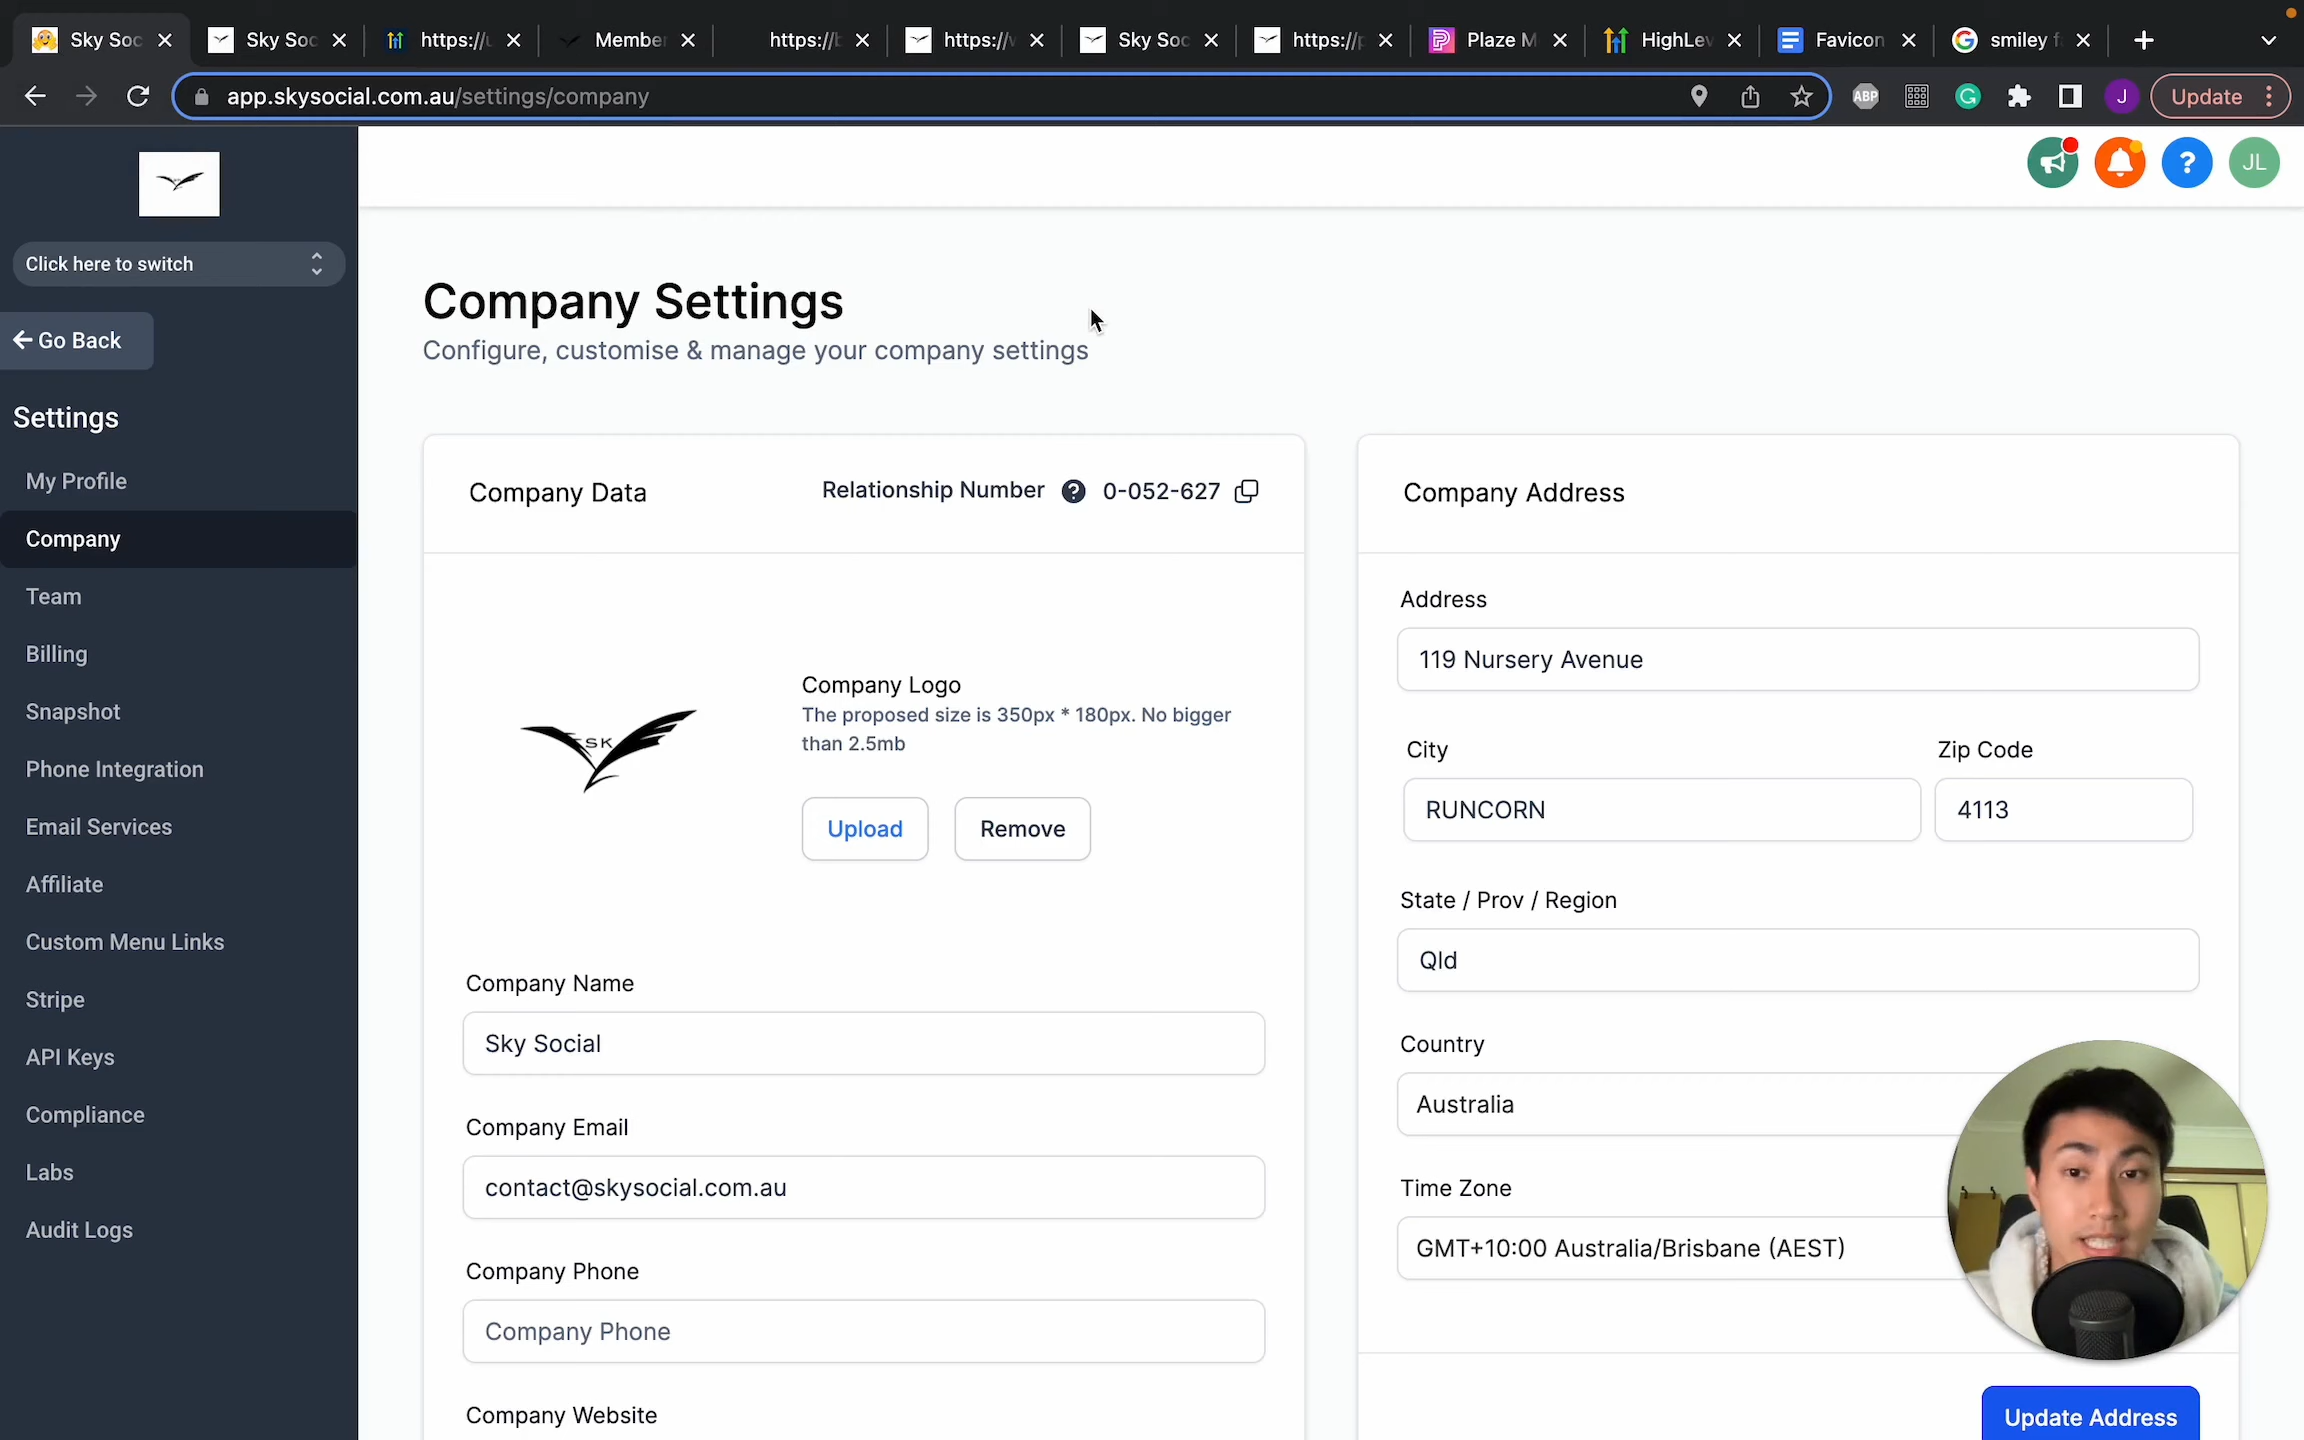 Sky Soc
Sky Soc
https://
Member
https://
https://
Sky Soc
https://
Plaze M
HighLev
Favicon
smiley f
app.skysocial.com.au/settings/company
ABP
J
Update
JL
Click here to switch
Go Back
Settings
My Profile
Company
Team
Billing
Snapshot
Phone Integration
Email Services
Affiliate
Custom Menu Links
Stripe
API Keys
Compliance
Labs
Audit Logs
Company Settings
Configure, customise & manage your company settings
Company Data
Relationship Number ? 0-052-627
SK
Company Logo
The proposed size is 350px * 180px. No bigger
than 2.5mb
Upload
Remove
Company Name
Sky Social
Company Email
contact@skysocial.com.au
Company Phone
Company Phone
Company Website
Company Address
Address
119 Nursery Avenue
City
Zip Code
RUNCORN
4113
State / Prov / Region
Qld
Country
Australia
Time Zone
GMT+10:00 Australia/Brisbane (AEST)
Update Address